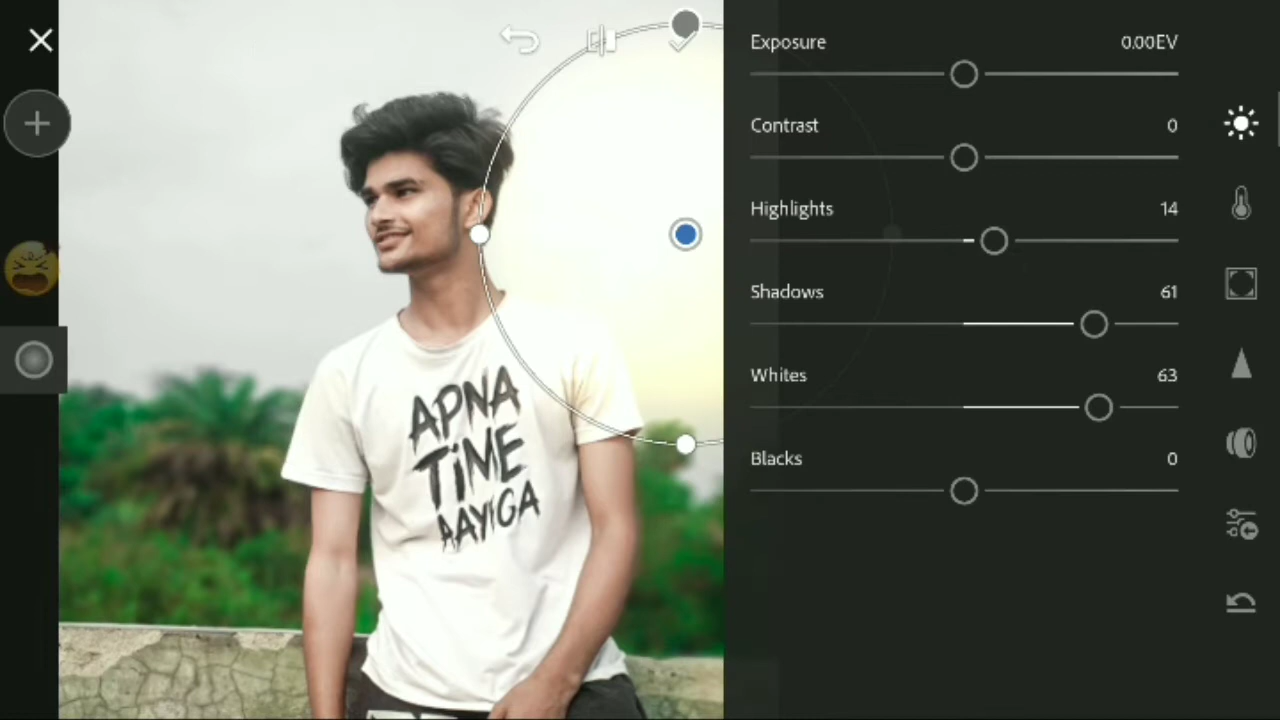 Exposure 0.00EV
Contrast 0
Highlights 14
Shadows 61
Whites 63
Blacks 0
APNA
TiME
AAYEGA